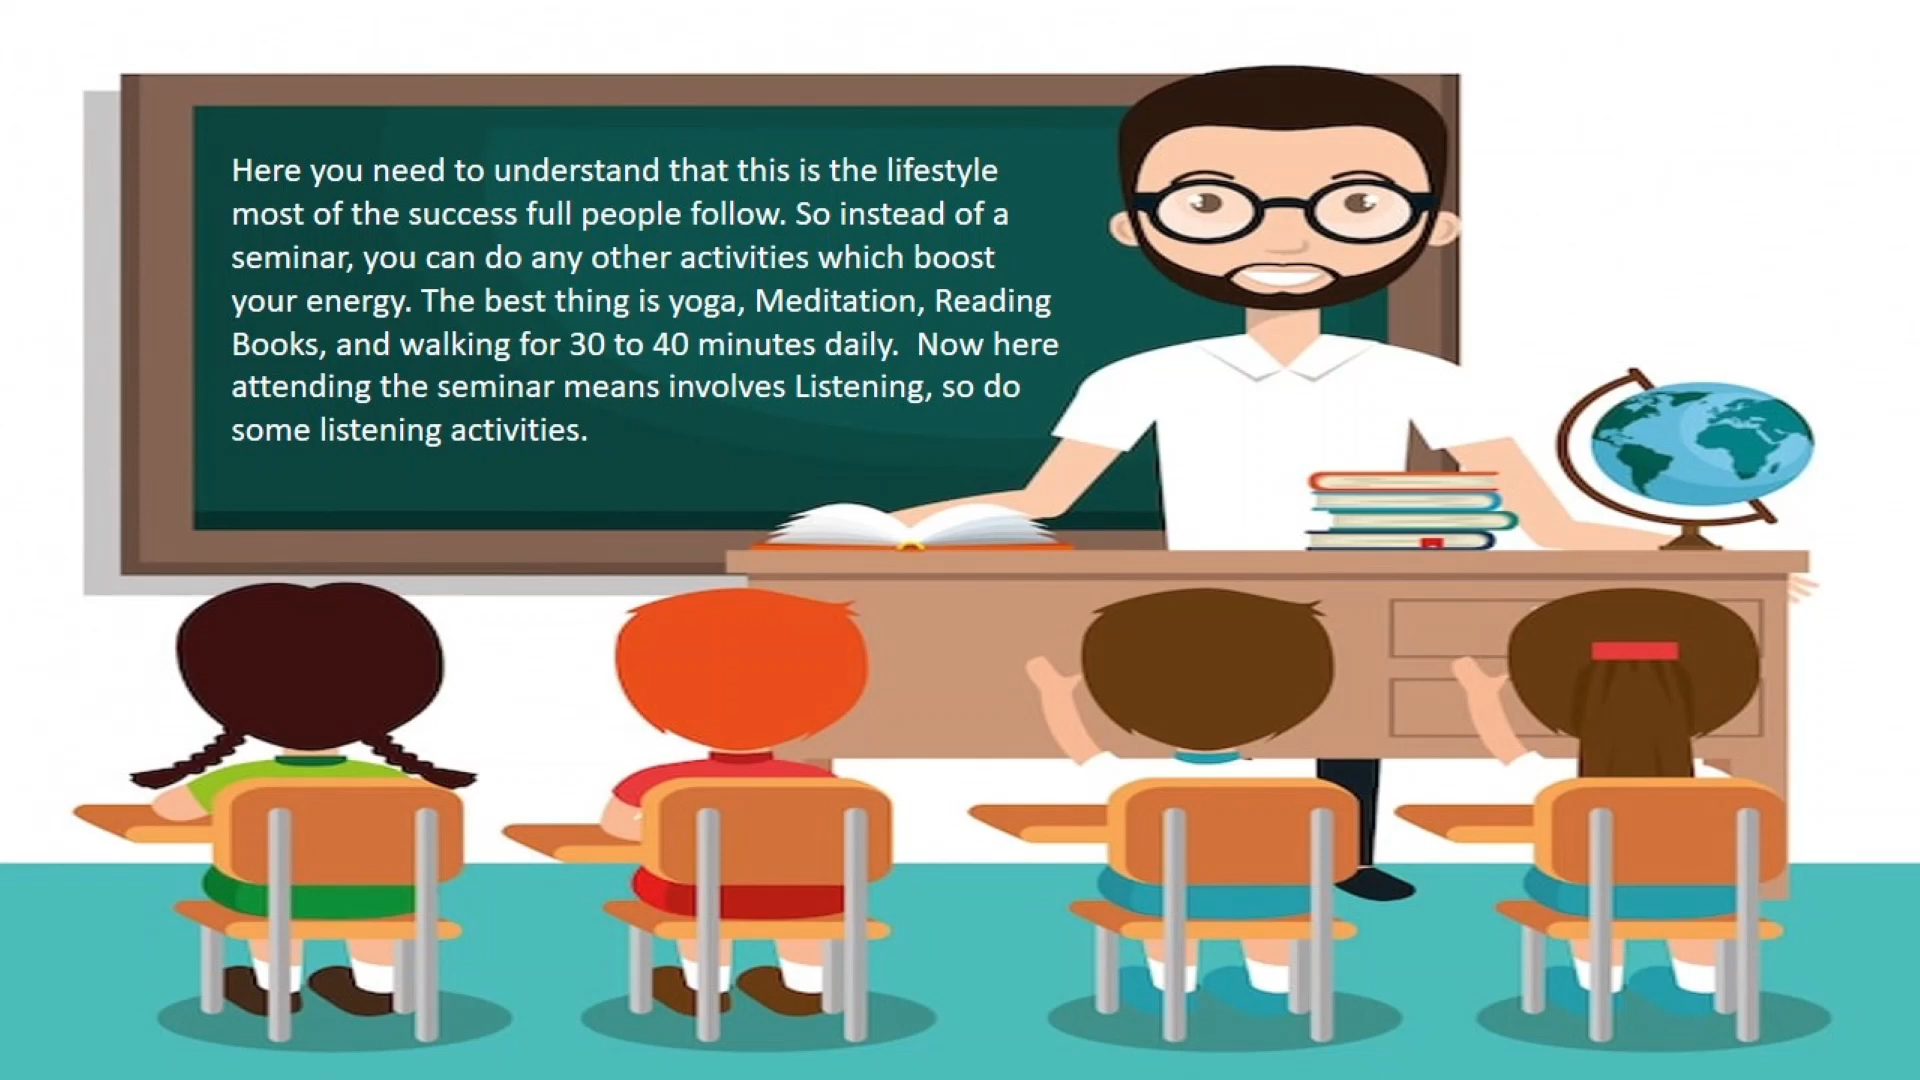 Here you need to understand that this is the lifestyle
most of the success full people follow. So instead of a
seminar, you can do any other activities which boost
your energy. The best thing is yoga, Meditation, Reading
Books, and walking for 30 to 40 minutes daily.  Now here
attending the seminar means involves Listening, so do
some listening activities.